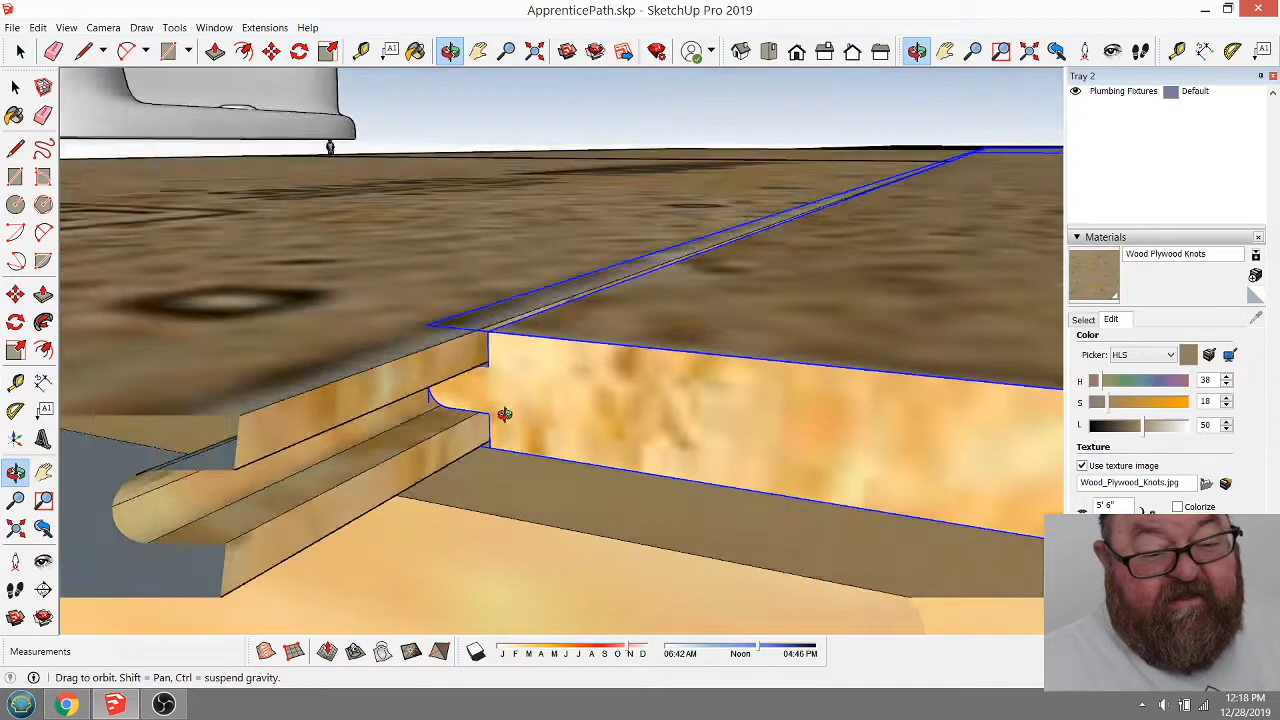 ApprenticePath.skp - SketchUp Pro 2019
File Edit View Camera Draw Tools Window Extensions Help
Tray 2
Plumbing Fixtures Default
Materials
Wood Plywood Knots
Select Edit
Color
Picker: HLS
H 38
S 18
L 50
Texture
Use texture image
Wood_Plywood_Knots.jpg
5' 6"
Colorize
Measurements
J F M A M J J A S O N D
06:42 AM Noon 04:46 PM
Drag to orbit. Shift = Pan, Ctrl = suspend gravity.
12:18 PM
12/28/2019